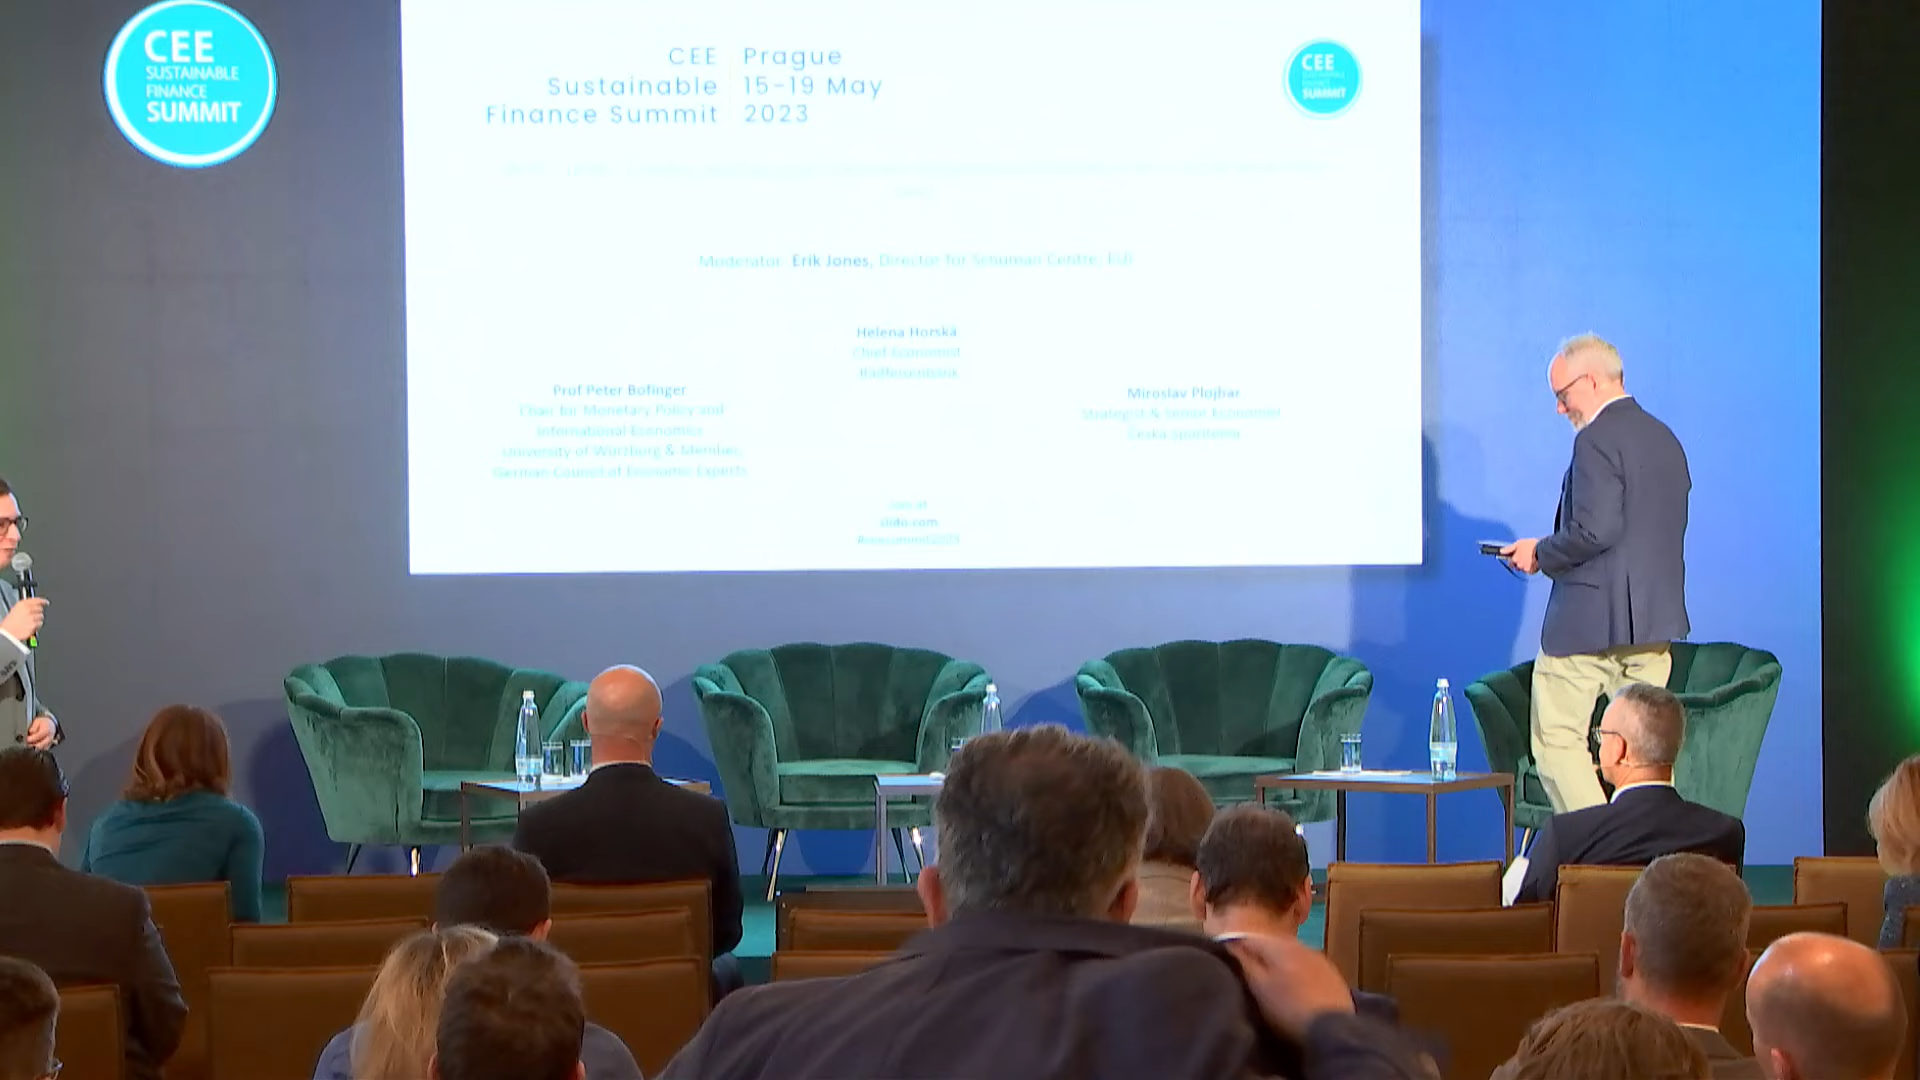 CEE
SUSTAINABLE
FINANCE
SUMMIT
CEE
Sustainable
Finance Summit
Prague
15-19 May
2023
CEE
SUSTAINABLE
FINANCE
SUMMIT
Moderator: Erik Jones, Director for Schuman Centre, EUI
Helena Horská
Chief Economist
Raiffeisenbank
Prof Peter Bofinger
Chair for Monetary Policy and
International Economics
University of Würzburg & Member,
German Council of Economic Experts
Miroslav Plojhar
Strategist & Senior Economist
Česká spořitelna
Join at
slido.com